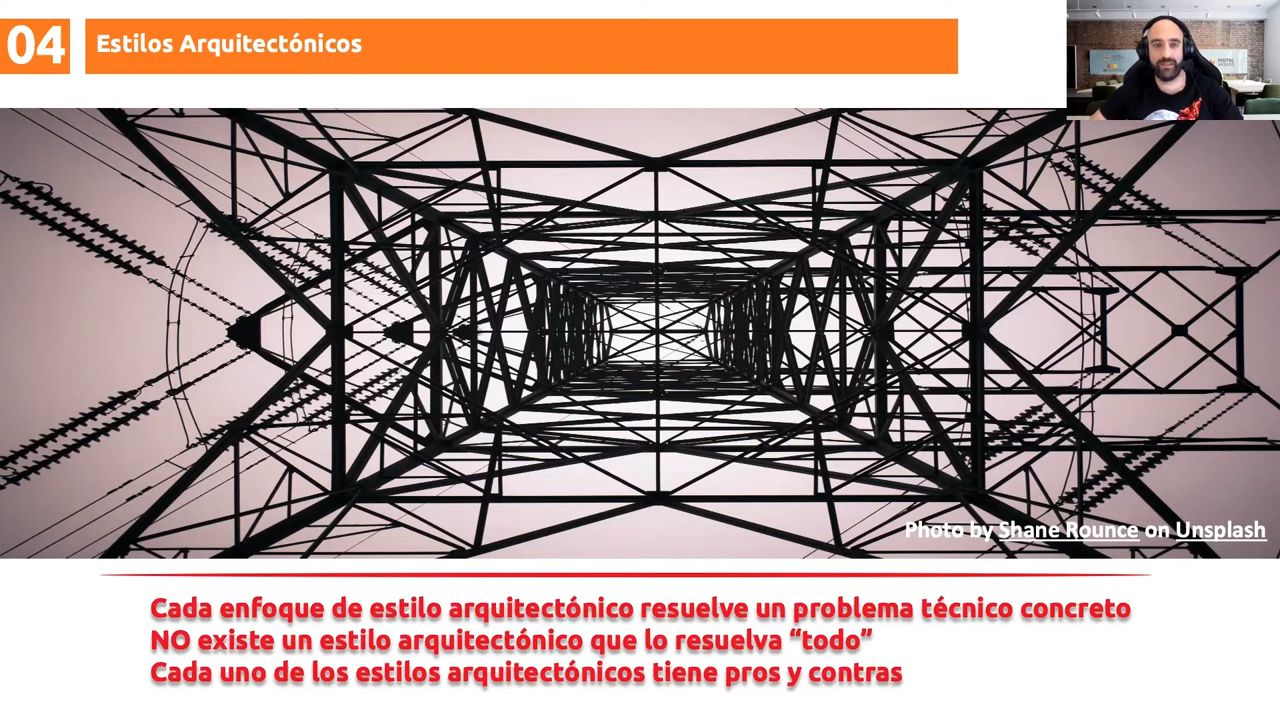 04
Estilos Arquitectónicos
DIGITAL
Photo by Shane Rounce on Unsplash
Cada enfoque de estilo arquitectónico resuelve un problema técnico concreto
NO existe un estilo arquitectónico que lo resuelva “todo”
Cada uno de los estilos arquitectónicos tiene pros y contras